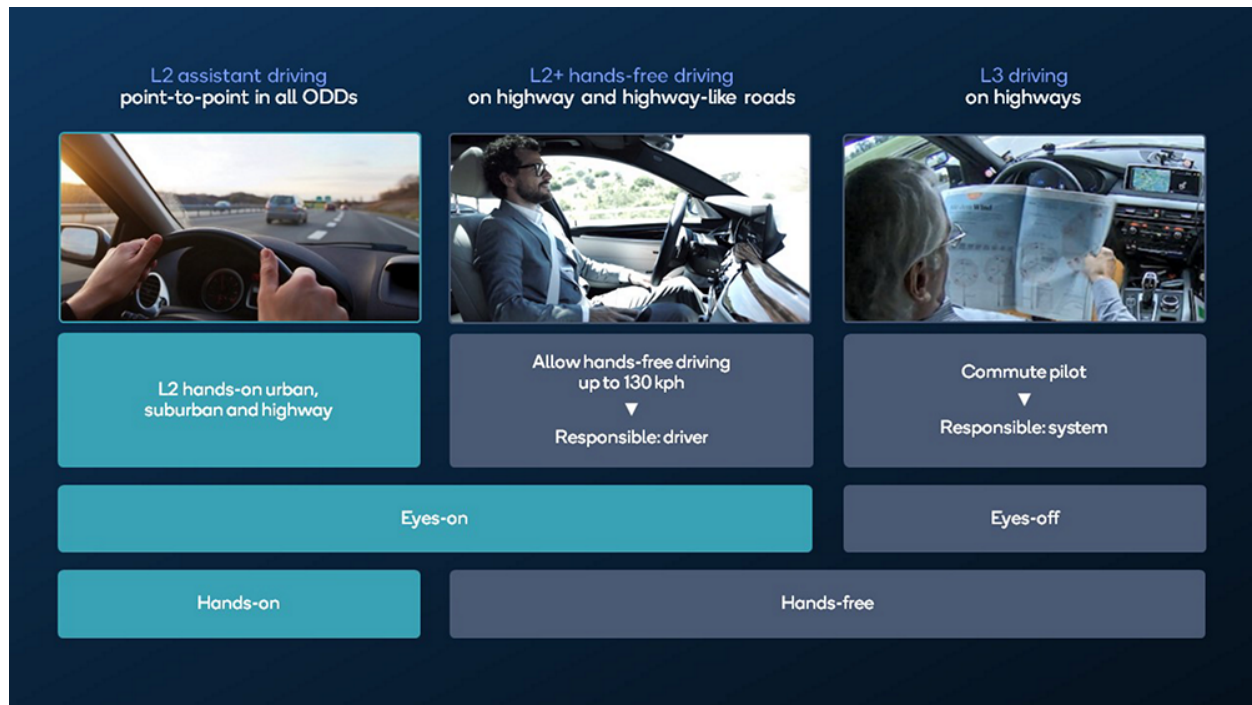 L2 assistant driving
point-to-point in all ODDs
L2+ hands-free driving
on highway and highway-like roads
L3 driving
on highways
L2 hands-on urban,
suburban and highway
Allow hands-free driving
up to 130 kph
▼
Responsible: driver
Commute pilot
▼
Responsible: system
Eyes-on
Eyes-off
Hands-on
Hands-free